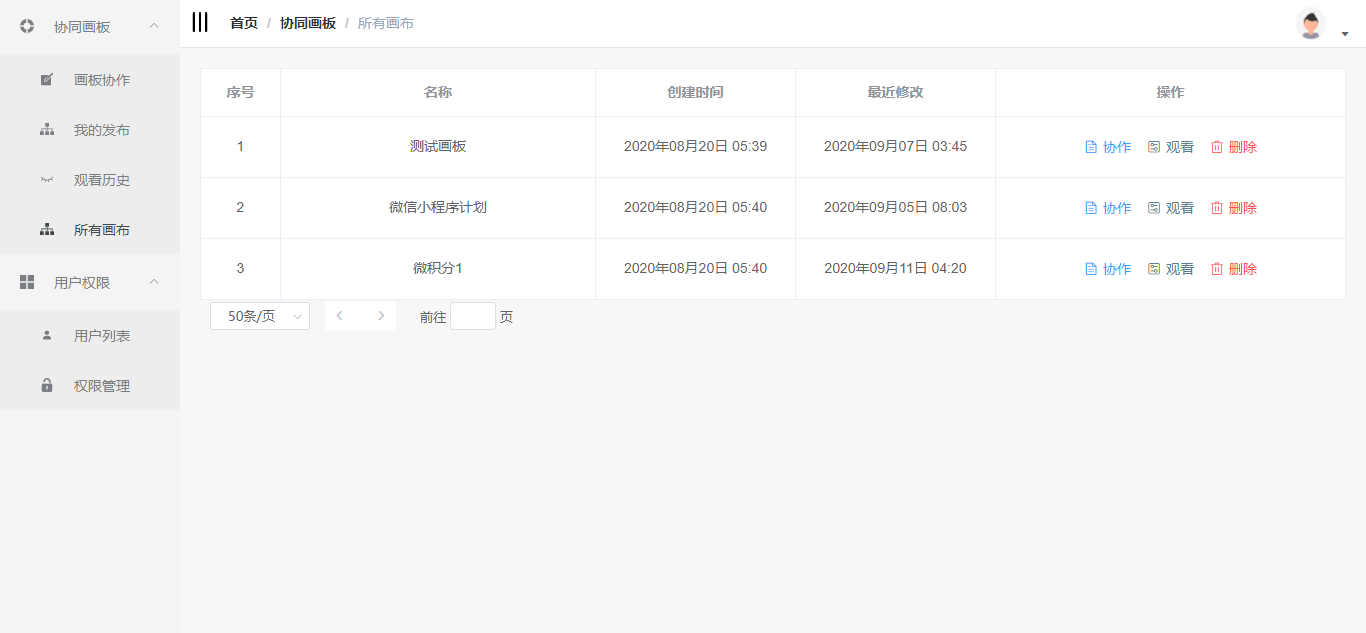 协同画板
画板协作
我的发布
观看历史
所有画布
用户权限
用户列表
权限管理
首页 / 协同画板 / 所有画布
序号 名称 创建时间 最近修改 操作
1 测试画板 2020年08月20日 05:39 2020年09月07日 03:45 协作 观看 删除
2 微信小程序计划 2020年08月20日 05:40 2020年09月05日 08:03 协作 观看 删除
3 微积分1 2020年08月20日 05:40 2020年09月11日 04:20 协作 观看 删除
50条/页 前往 页